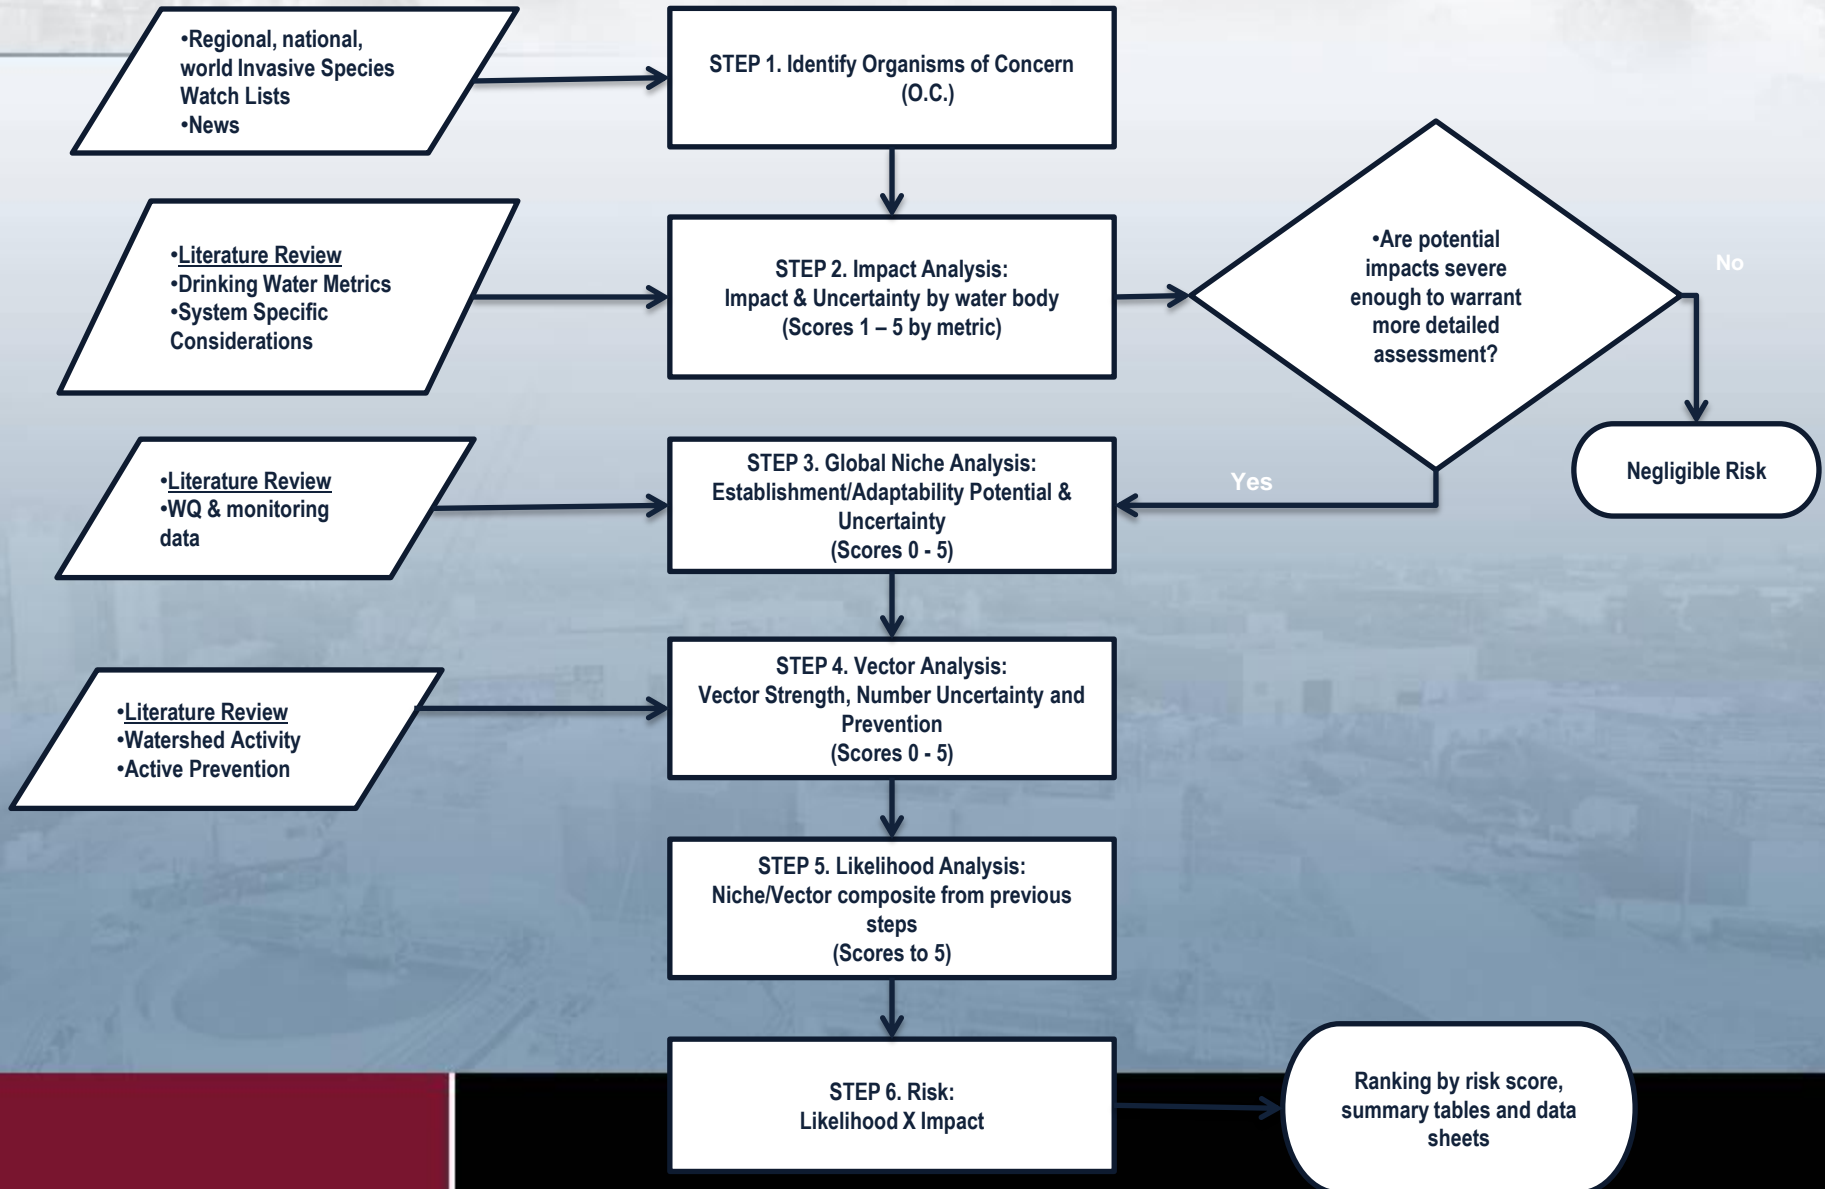 •Regional, national,
world Invasive Species
Watch Lists
•News
STEP 1. Identify Organisms of Concern
(O.C.)
•Literature Review
•Drinking Water Metrics
•System Specific
Considerations
STEP 2. Impact Analysis:
Impact & Uncertainty by water body
(Scores 1 – 5 by metric)
•Are potential
impacts severe
enough to warrant
more detailed
assessment?
No
Negligible Risk
Yes
•Literature Review
•WQ & monitoring
data
STEP 3. Global Niche Analysis:
Establishment/Adaptability Potential &
Uncertainty
(Scores 0 - 5)
•Literature Review
•Watershed Activity
•Active Prevention
STEP 4. Vector Analysis:
Vector Strength, Number Uncertainty and
Prevention
(Scores 0 - 5)
STEP 5. Likelihood Analysis:
Niche/Vector composite from previous
steps
(Scores to 5)
STEP 6. Risk:
Likelihood X Impact
Ranking by risk score,
summary tables and data
sheets